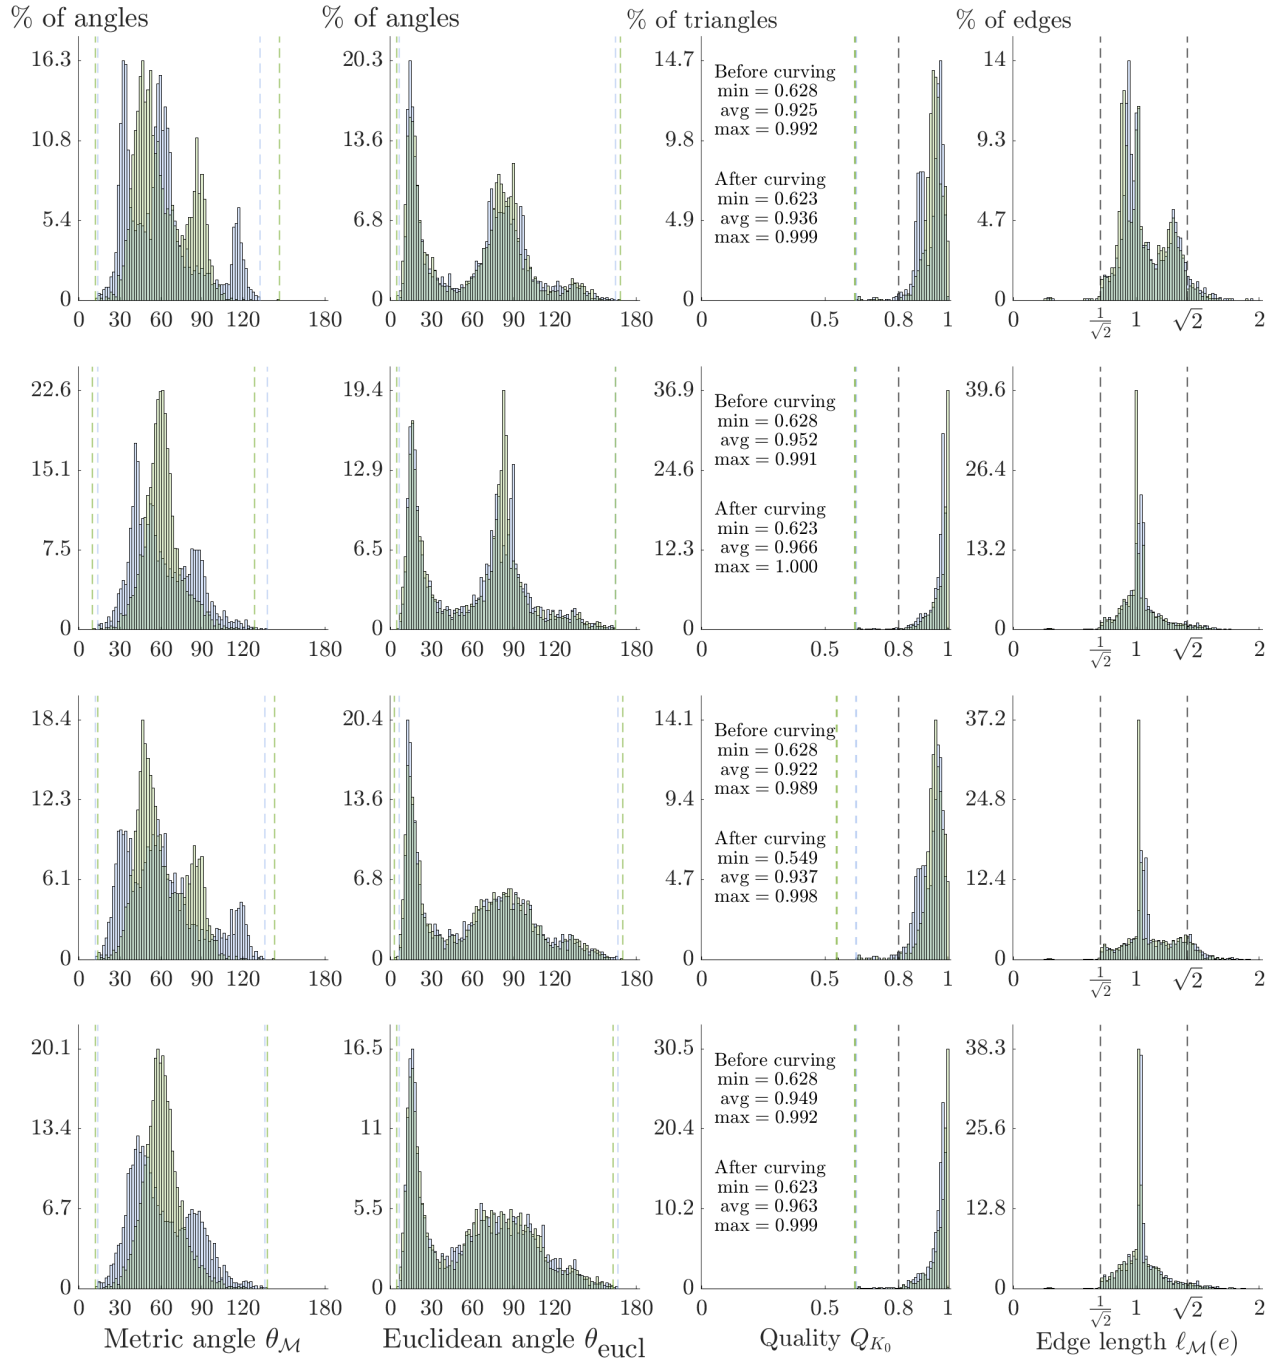 % of angles % of angles % of triangles % of edges
16.3 20.3 14.7 14
Before curving
min = 0.628
avg = 0.925
max = 0.992
10.8 13.6 9.8 9.3
After curving
min = 0.623
avg = 0.936
max = 0.999
5.4 6.8 4.9 4.7
0 0 0 0
0 30 60 90 120 180 0 30 60 90 120 180 0 0.5 0.8 1 0 1/√2 1 √2 2
22.6 19.4 36.9 39.6
Before curving
min = 0.628
avg = 0.952
max = 0.991
15.1 12.9 24.6 26.4
After curving
min = 0.623
avg = 0.966
max = 1.000
7.5 6.5 12.3 13.2
0 0 0 0
0 30 60 90 120 180 0 30 60 90 120 180 0 0.5 0.8 1 0 1/√2 1 √2 2
18.4 20.4 14.1 37.2
Before curving
min = 0.628
avg = 0.922
max = 0.989
12.3 13.6 9.4 24.8
After curving
min = 0.549
avg = 0.937
max = 0.998
6.1 6.8 4.7 12.4
0 0 0 0
0 30 60 90 120 180 0 30 60 90 120 180 0 0.5 0.8 1 0 1/√2 1 √2 2
20.1 16.5 30.5 38.3
Before curving
min = 0.628
avg = 0.949
max = 0.992
13.4 11 20.4 25.6
After curving
min = 0.623
avg = 0.963
max = 0.999
6.7 5.5 10.2 12.8
0 0 0 0
0 30 60 90 120 180 0 30 60 90 120 180 0 0.5 0.8 1 0 1/√2 1 √2 2
Metric angle θ_ℳ Euclidean angle θ_eucl Quality Q_{K_0} Edge length ℓ_ℳ(e)